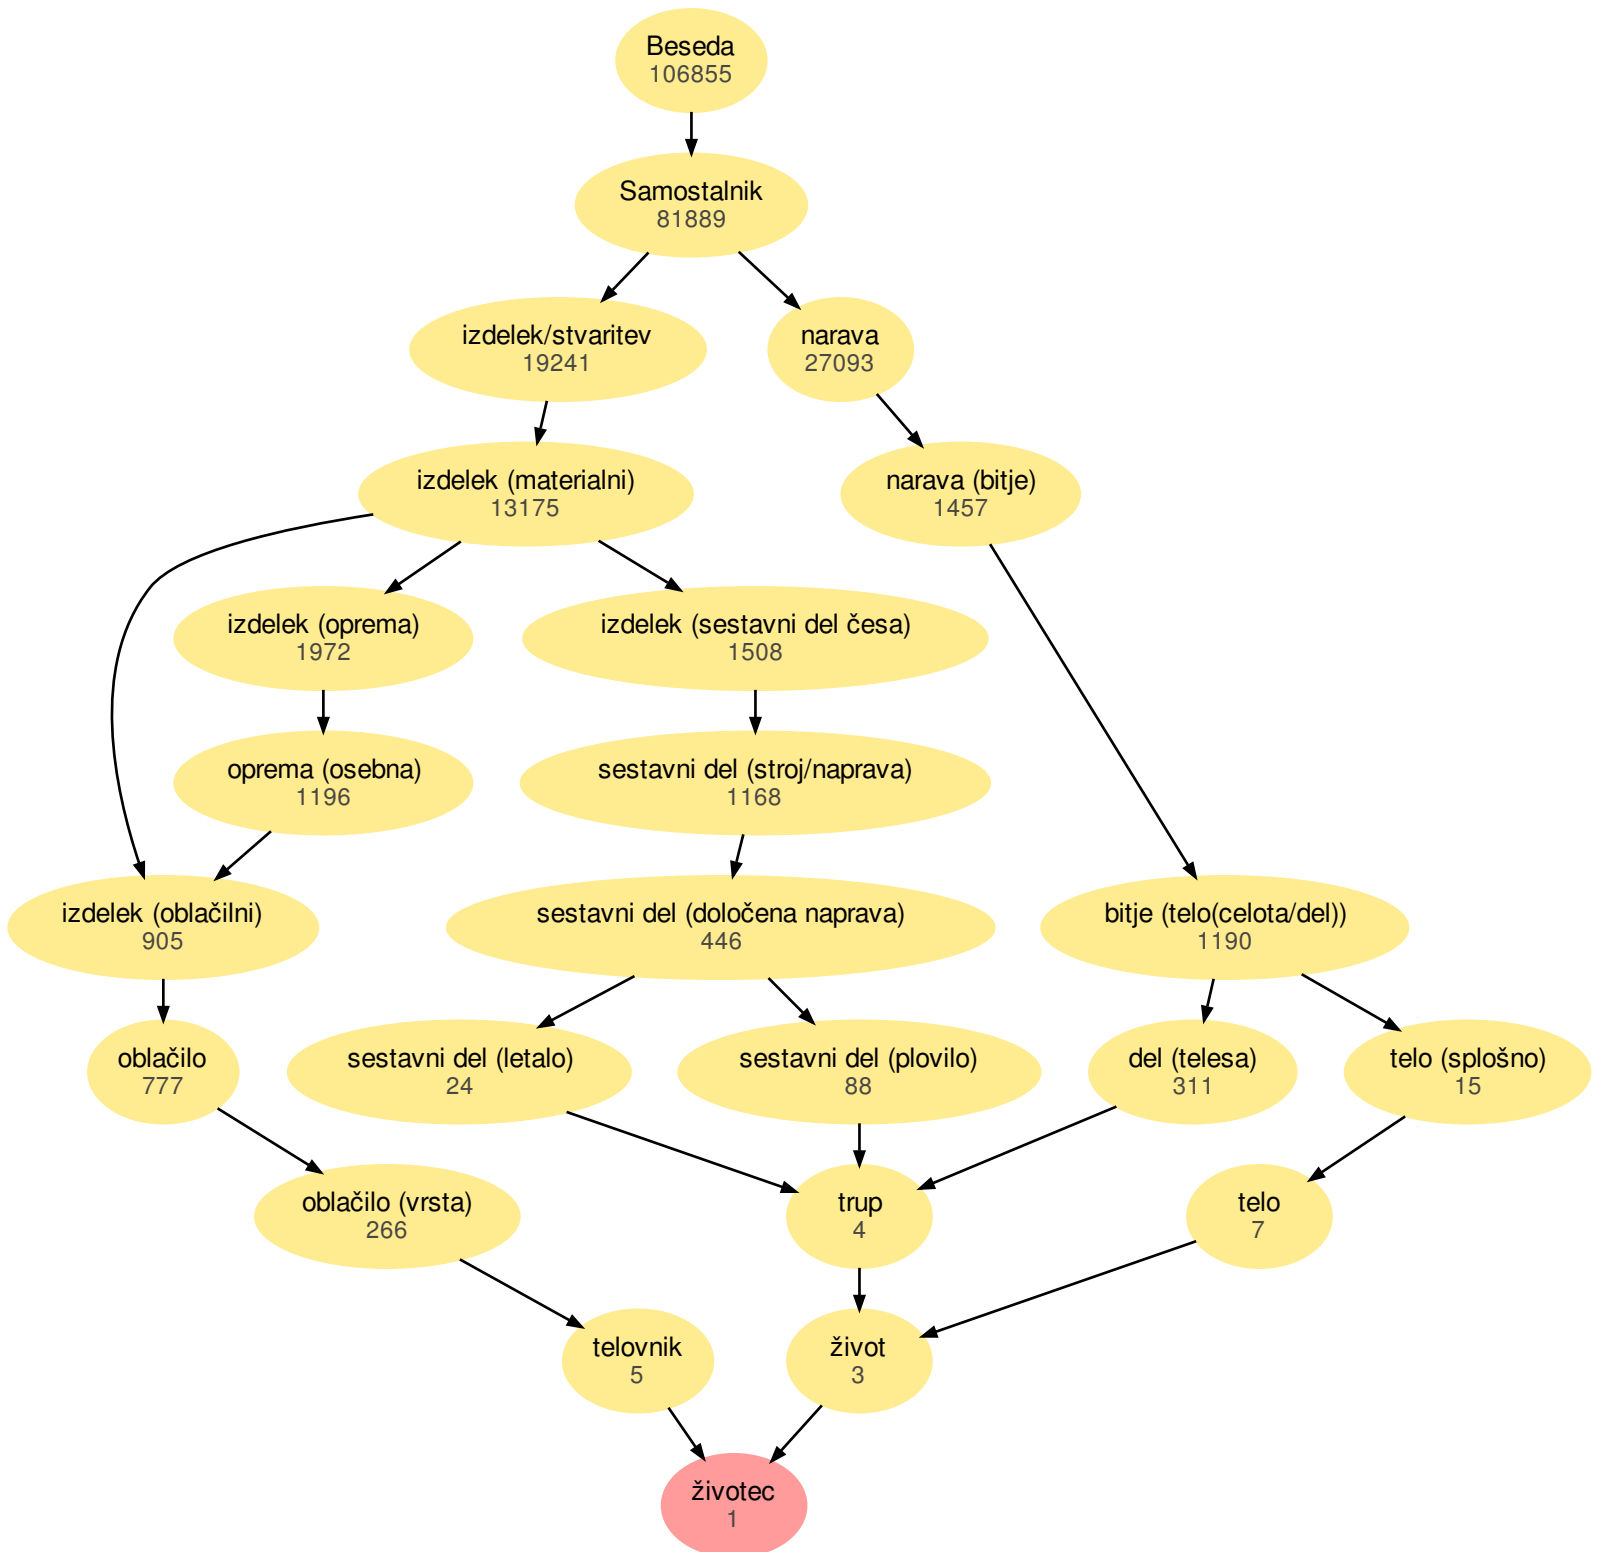 Beseda
106855
Samostalnik
81889
izdelek/stvaritev
19241
narava
27093
izdelek (materialni)
13175
narava (bitje)
1457
izdelek (oprema)
1972
izdelek (sestavni del česa)
1508
oprema (osebna)
1196
sestavni del (stroj/naprava)
1168
izdelek (oblačilni)
905
sestavni del (določena naprava)
446
bitje (telo(celota/del))
1190
oblačilo
777
sestavni del (letalo)
24
sestavni del (plovilo)
88
del (telesa)
311
telo (splošno)
15
oblačilo (vrsta)
266
trup
4
telo
7
telovnik
5
život
3
životec
1